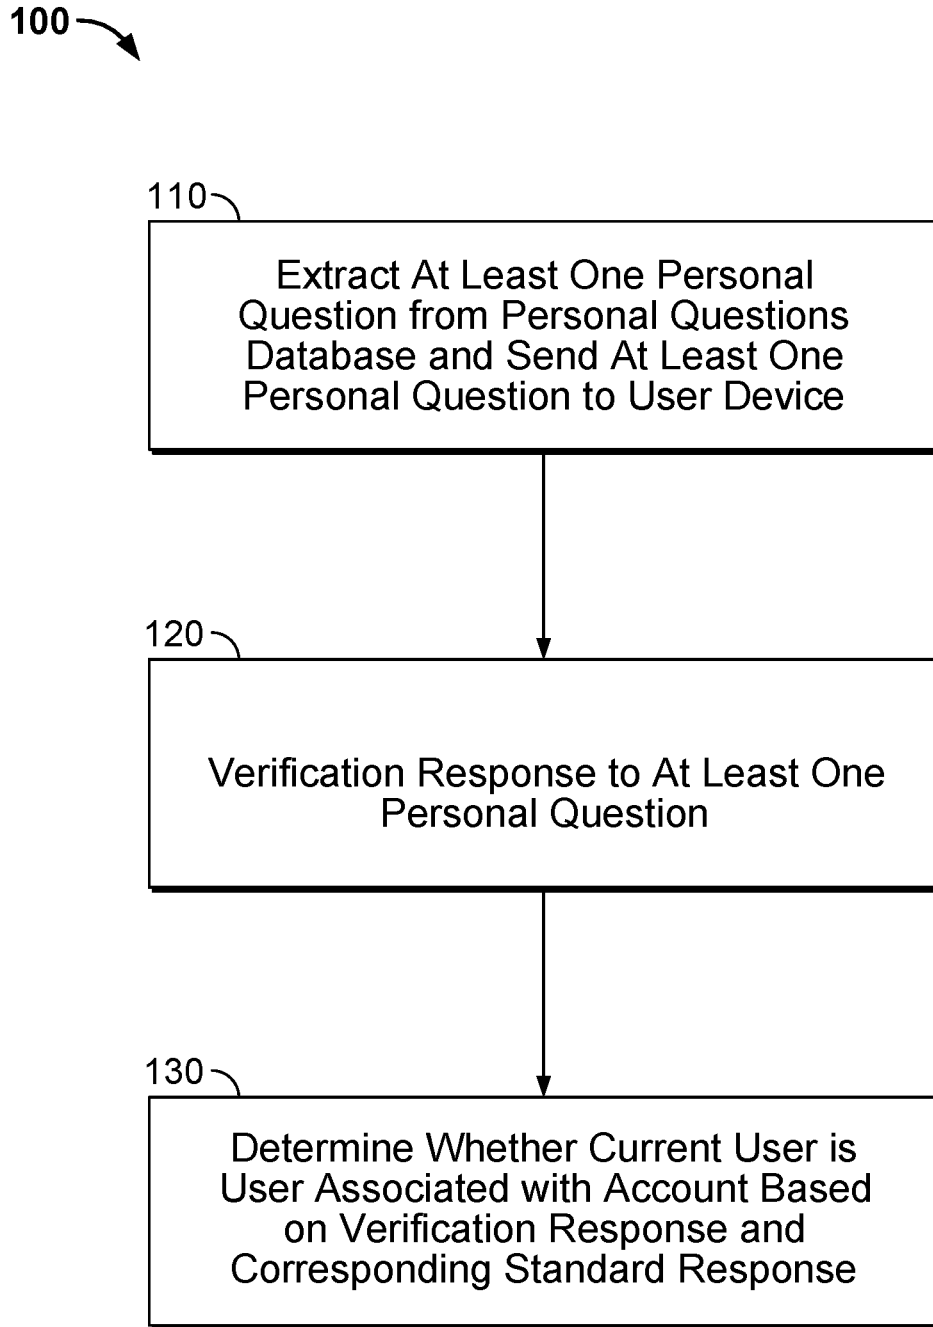 100
110
Extract At Least One Personal
Question from Personal Questions
Database and Send At Least One
Personal Question to User Device
120
Verification Response to At Least One
Personal Question
130
Determine Whether Current User is
User Associated with Account Based
on Verification Response and
Corresponding Standard Response